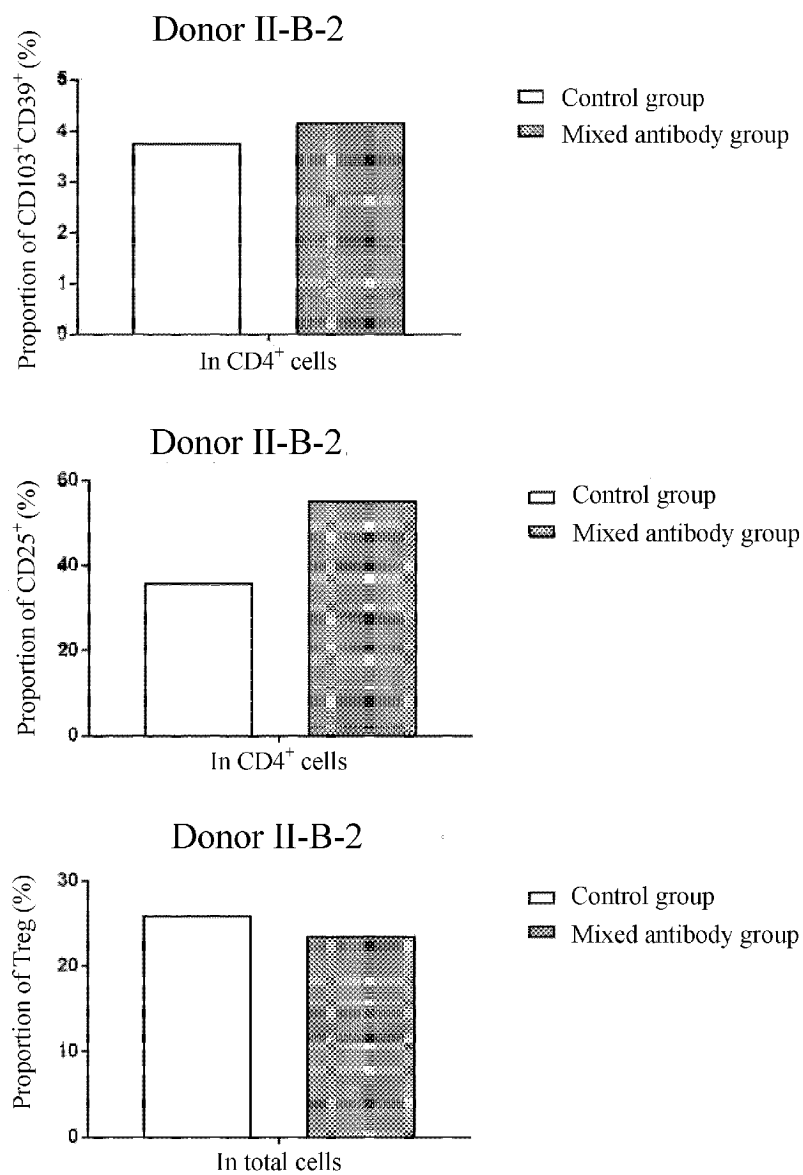 Donor II-B-2
Proportion of CD103⁺CD39⁺ (%)
5
4
3
2
1
0
In CD4⁺ cells
Control group
Mixed antibody group
Donor II-B-2
Proportion of CD25⁺ (%)
60
40
20
0
In CD4⁺ cells
Control group
Mixed antibody group
Donor II-B-2
Proportion of Treg (%)
30
20
10
0
In total cells
Control group
Mixed antibody group